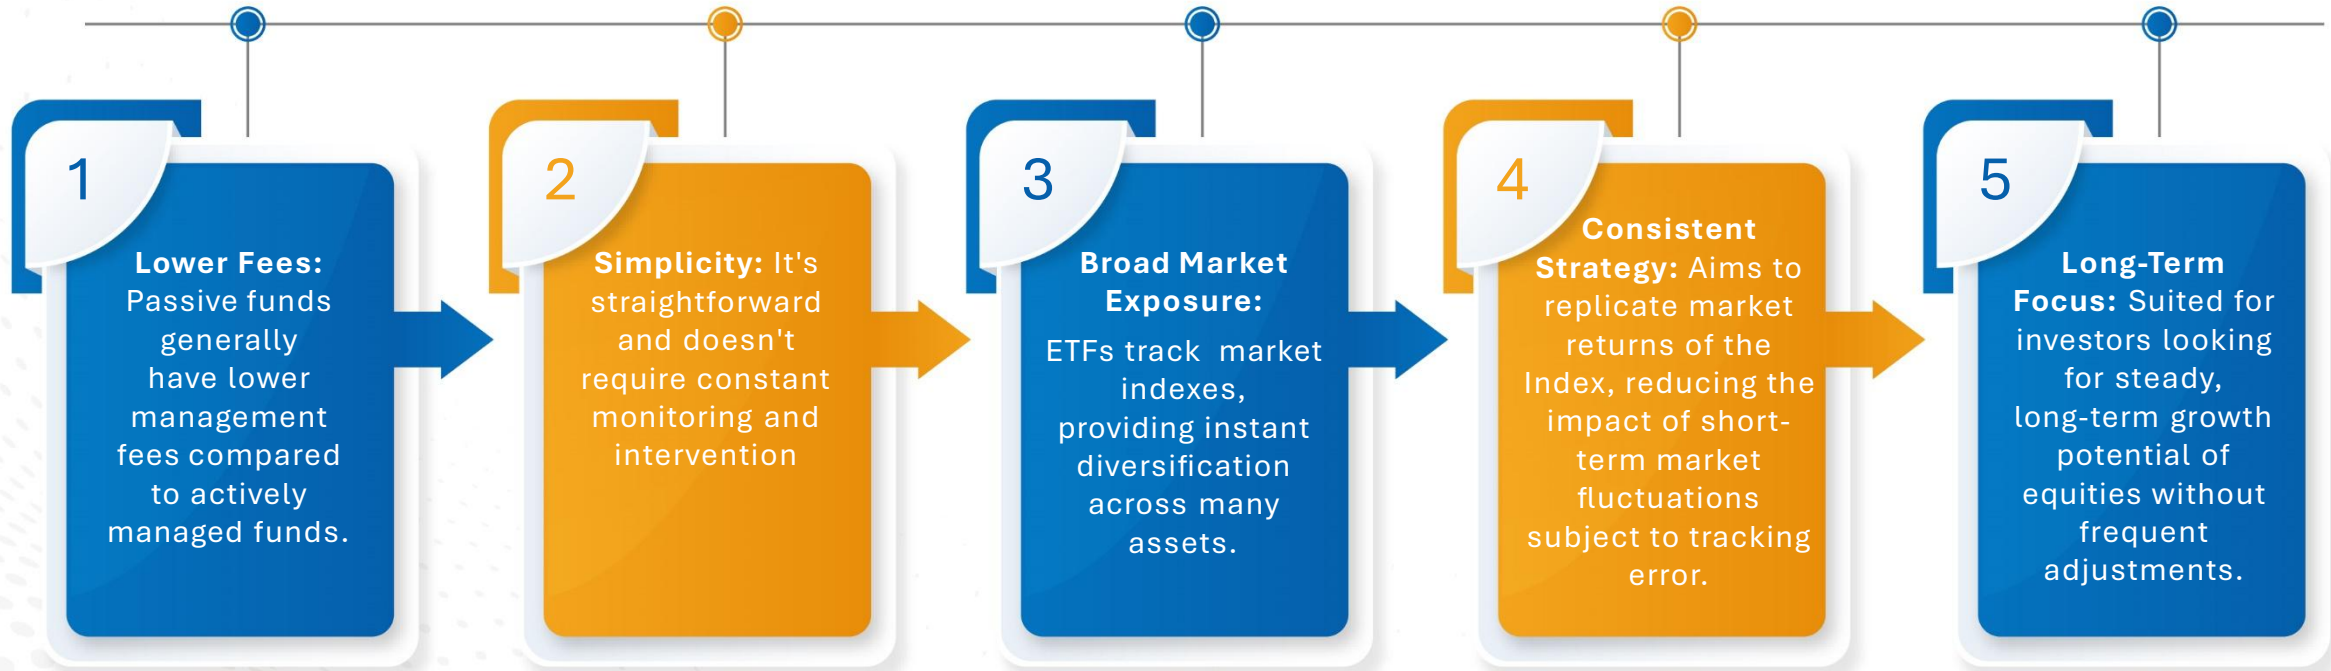 1
Lower Fees:
Passive funds
generally
have lower
management
fees compared
to actively
managed funds.
2
Simplicity: It's
straightforward
and doesn't
require constant
monitoring and
intervention
3
Broad Market
Exposure:
ETFs track  market
indexes,
providing instant
diversification
across many
assets.
4
Consistent
Strategy: Aims to
replicate market
returns of the
Index, reducing the
impact of short-
term market
fluctuations
subject to tracking
error.
5
Long-Term
Focus: Suited for
investors looking
for steady,
long-term growth
potential of
equities without
frequent
adjustments.